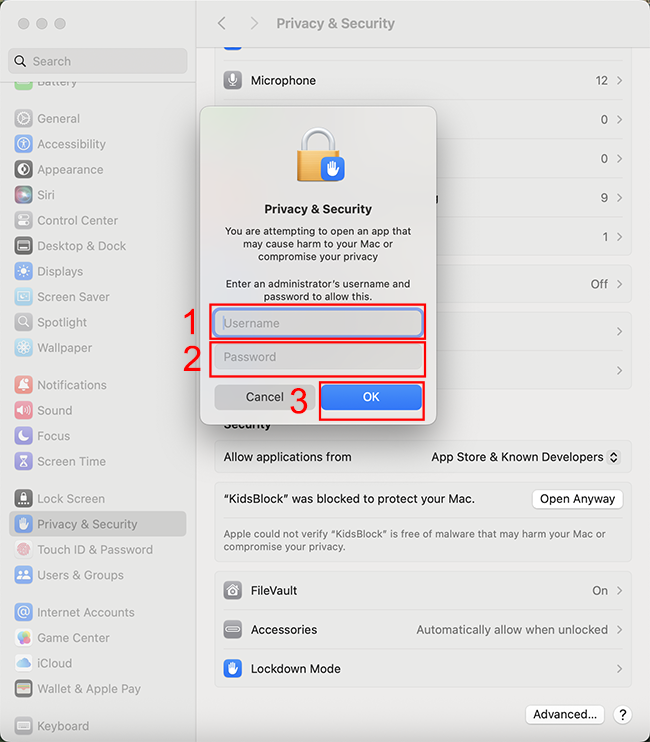 Privacy & Security
Search
Battery
General
Accessibility
Appearance
Siri
Control Center
Desktop & Dock
Displays
Screen Saver
Spotlight
Wallpaper
Notifications
Sound
Focus
Screen Time
Lock Screen
Privacy & Security
Touch ID & Password
Users & Groups
Internet Accounts
Game Center
iCloud
Wallet & Apple Pay
Keyboard
Microphone 12
0
0
9
1
Off
Privacy & Security
You are attempting to open an app that
may cause harm to your Mac or
compromise your privacy
Enter an administrator's username and
password to allow this.
1 Username
2 Password
Cancel 3 OK
Security
Allow applications from App Store & Known Developers
“KidsBlock” was blocked to protect your Mac. Open Anyway
Apple could not verify “KidsBlock” is free of malware that may harm your Mac or
compromise your privacy.
FileVault On
Accessories Automatically allow when unlocked
Lockdown Mode
Advanced... ?